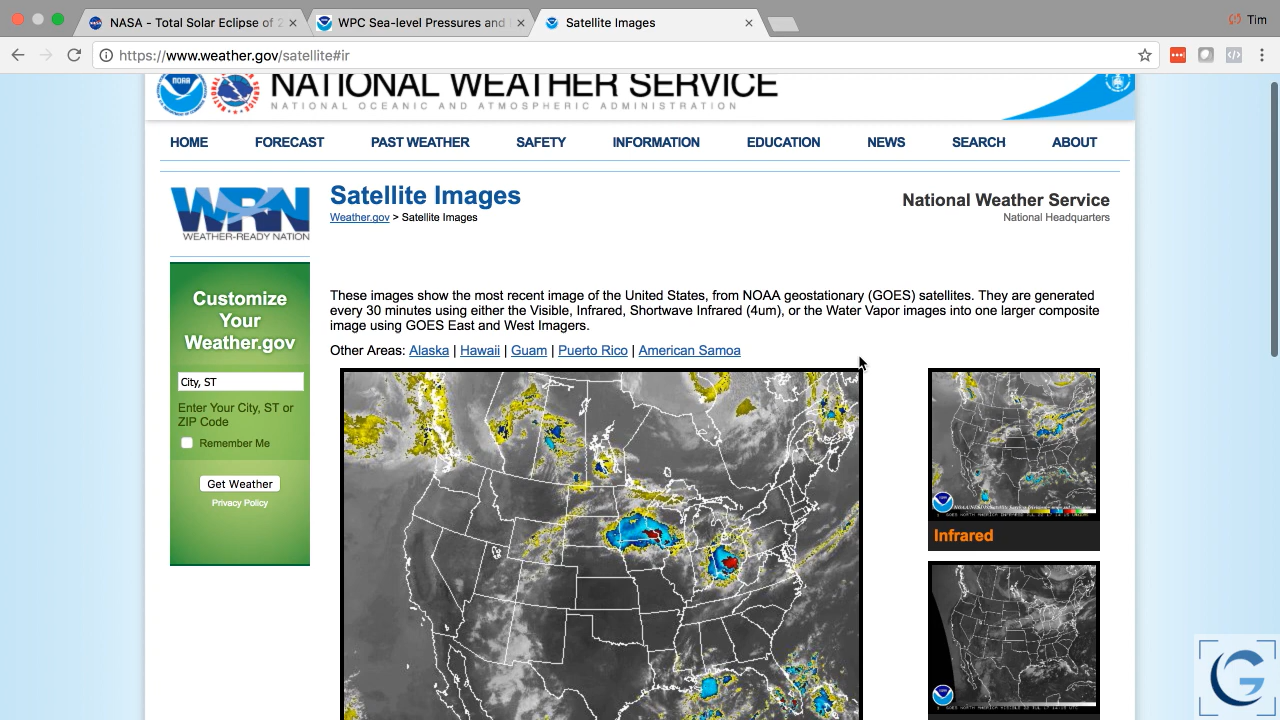 NASA - Total Solar Eclipse of 2
WPC Sea-level Pressures and
Satellite Images
Tim
https://www.weather.gov/satellite#ir
NOAA
NATIONAL WEATHER SERVICE
NATIONAL OCEANIC AND ATMOSPHERIC ADMINISTRATION
HOME
FORECAST
PAST WEATHER
SAFETY
INFORMATION
EDUCATION
NEWS
SEARCH
ABOUT
WRN
WEATHER-READY NATION
Satellite Images
Weather.gov > Satellite Images
National Weather Service
National Headquarters
Customize
Your
Weather.gov
City, ST
Enter Your City, ST or
ZIP Code
Remember Me
Get Weather
Privacy Policy
These images show the most recent image of the United States, from NOAA geostationary (GOES) satellites. They are generated
every 30 minutes using either the Visible, Infrared, Shortwave Infrared (4um), or the Water Vapor images into one larger composite
image using GOES East and West Imagers.
Other Areas: Alaska | Hawaii | Guam | Puerto Rico | American Samoa
Infrared
G